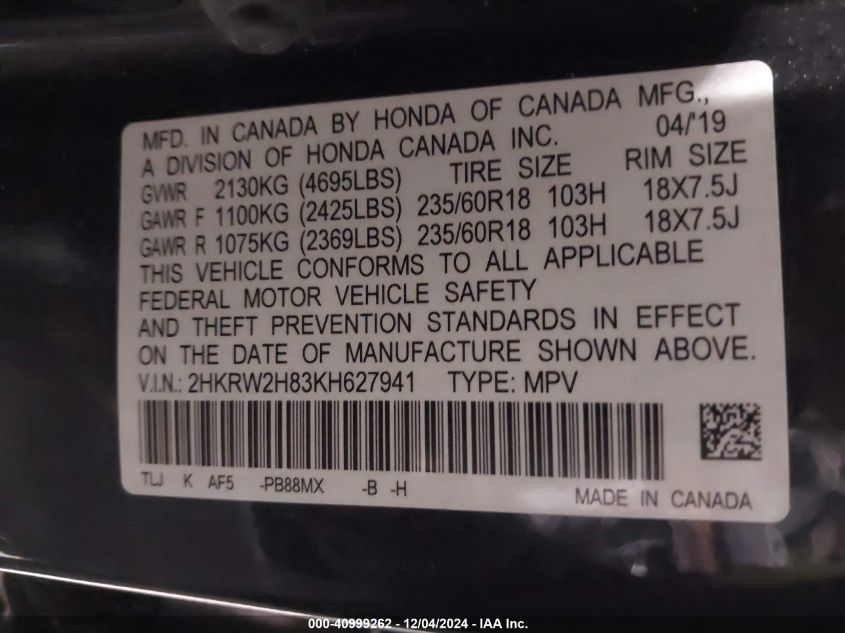 MFD. IN CANADA BY HONDA OF CANADA MFG.,
A DIVISION OF HONDA CANADA INC. 04/'19
GVWR 2130KG (4695LBS) TIRE SIZE RIM SIZE
GAWR F 1100KG (2425LBS) 235/60R18 103H 18X7.5J
GAWR R 1075KG (2369LBS) 235/60R18 103H 18X7.5J
THIS VEHICLE CONFORMS TO ALL APPLICABLE
FEDERAL MOTOR VEHICLE SAFETY
AND THEFT PREVENTION STANDARDS IN EFFECT
ON THE DATE OF MANUFACTURE SHOWN ABOVE.
V.I.N.: 2HKRW2H83KH627941 TYPE: MPV
TLJ K AF5 -PB88MX -B -H
MADE IN CANADA
000-40999262 - 12/04/2024 - IAA Inc.